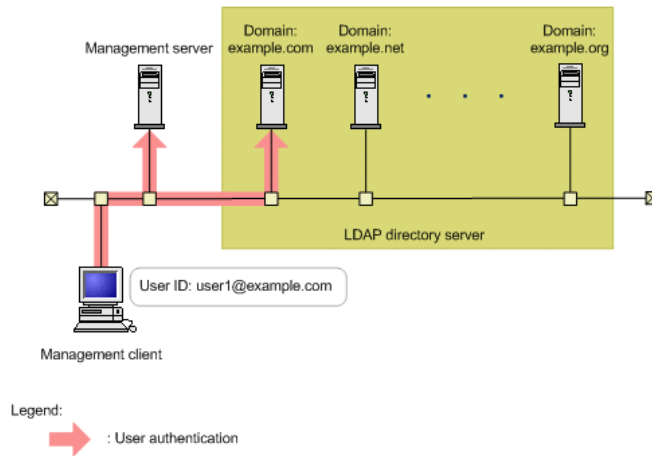 Management server
Domain:
example.com
Domain:
example.net
Domain:
example.org
LDAP directory server
User ID: user1@example.com
Management client
Legend:
: User authentication